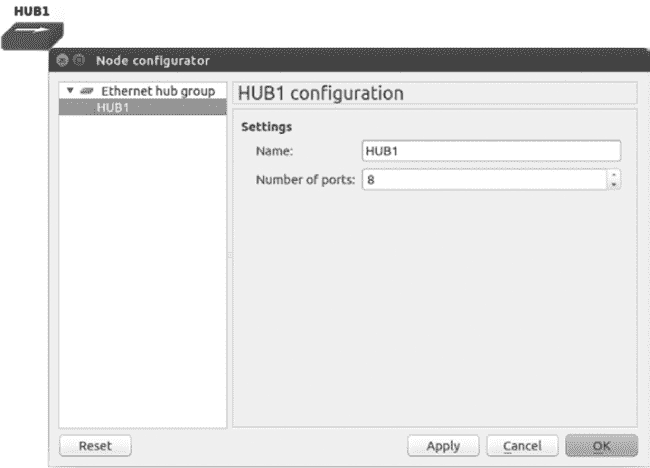 HUB1
Node configurator
Ethernet hub group
HUB1
HUB1 configuration
Settings
Name: HUB1
Number of ports: 8
Reset Apply Cancel OK